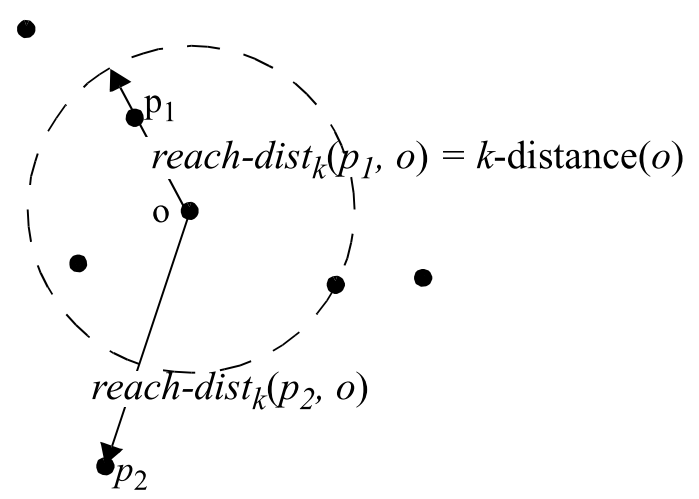 p1
reach-distk(p1, o) = k-distance(o)
o
reach-distk(p2, o)
p2